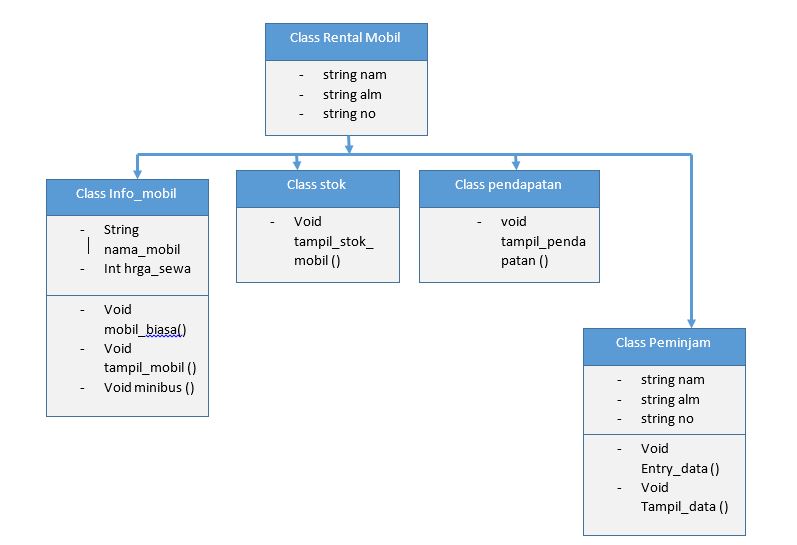 Class Rental Mobil
- string nam
- string alm
- string no
Class Info_mobil
- String
nama_mobil
- Int hrga_sewa
- Void
mobil_biasa()
- Void
tampil_mobil ()
- Void minibus ()
Class stok
- Void
tampil_stok_
mobil ()
Class pendapatan
- void
tampil_penda
patan ()
Class Peminjam
- string nam
- string alm
- string no
- Void
Entry_data ()
- Void
Tampil_data ()